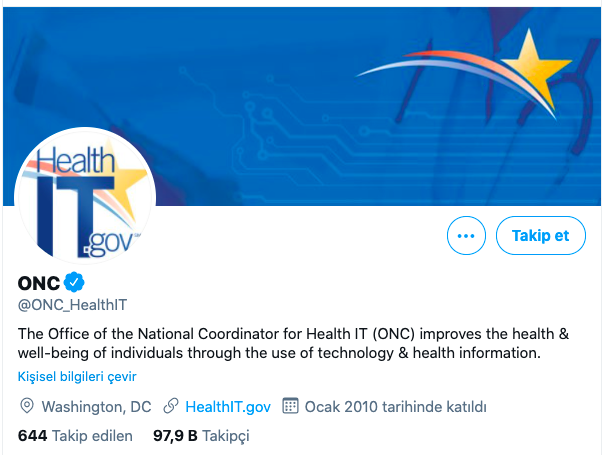 Health
IT
.gov
Takip et
ONC
@ONC_HealthIT
The Office of the National Coordinator for Health IT (ONC) improves the health &
well-being of individuals through the use of technology & health information.
Kişisel bilgileri çevir
Washington, DC HealthIT.gov Ocak 2010 tarihinde katıldı
644 Takip edilen 97,9 B Takipçi